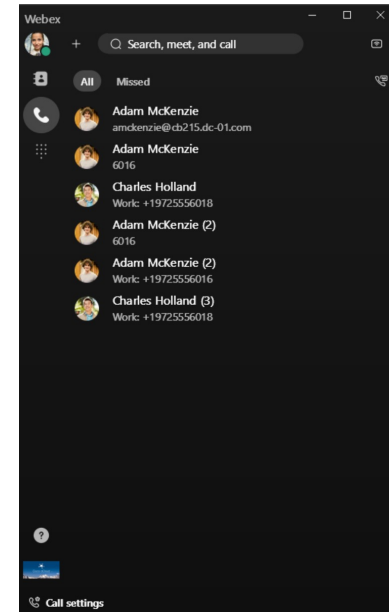 Webex
Search, meet, and call
All Missed
Adam McKenzie
amckenzie@cb215.dc-01.com
Adam McKenzie
6016
Charles Holland
Work: +19725556018
Adam McKenzie (2)
6016
Adam McKenzie (2)
Work: +19725556016
Charles Holland (3)
Work: +19725556018
Call settings